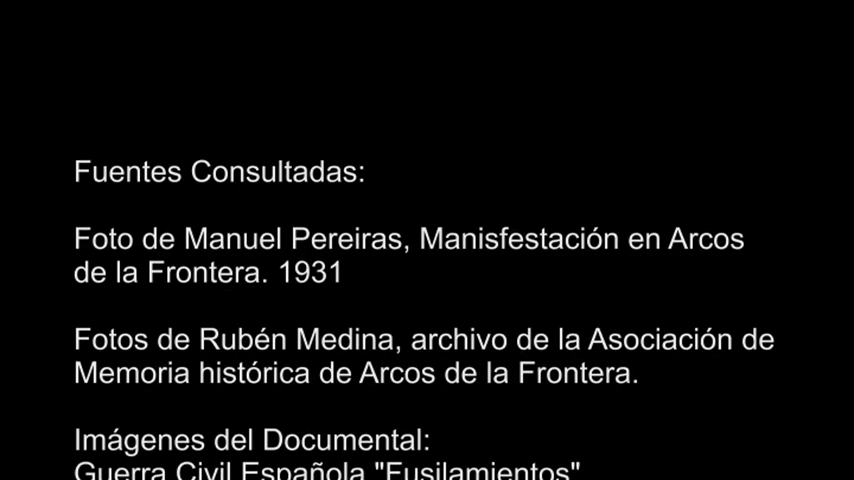 Fuentes Consultadas:
Foto de Manuel Pereiras, Manisfestación en Arcos
de la Frontera. 1931
Fotos de Rubén Medina, archivo de la Asociación de
Memoria histórica de Arcos de la Frontera.
Imágenes del Documental:
Guerra Civil Española "Fusilamientos"